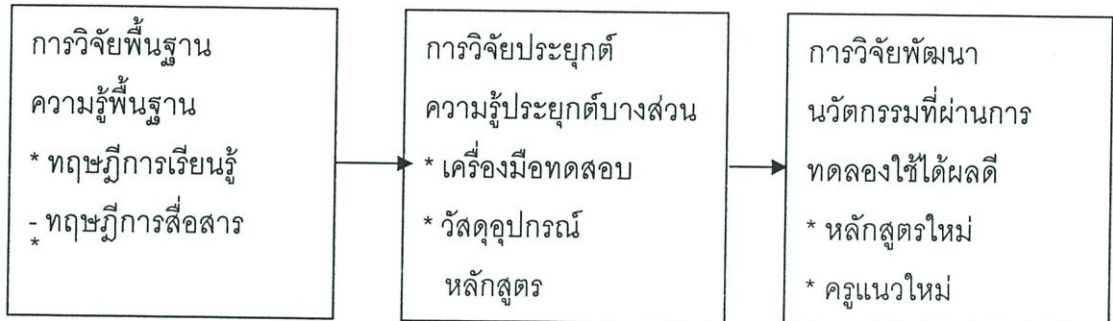 การวิจัยพื้นฐาน
ความรู้พื้นฐาน
* ทฤษฎีการเรียนรู้
- ทฤษฎีการสื่อสาร
*
การวิจัยประยุกต์
ความรู้ประยุกต์บางส่วน
* เครื่องมือทดสอบ
* วัสดุอุปกรณ์
หลักสูตร
การวิจัยพัฒนา
นวัตกรรมที่ผ่านการ
ทดลองใช้ได้ผลดี
* หลักสูตรใหม่
* ครูแนวใหม่